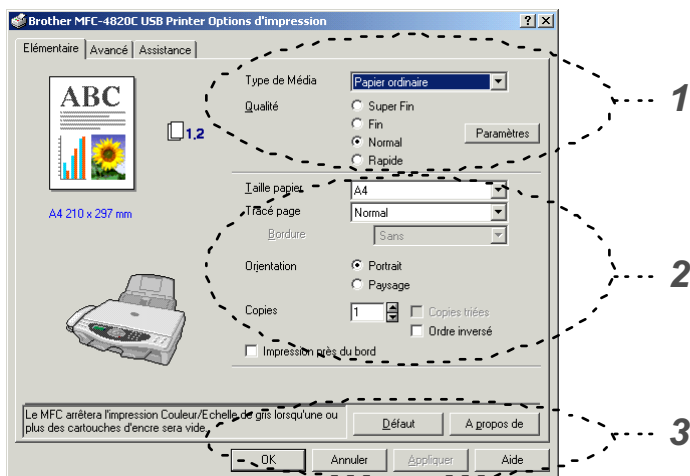 Brother MFC-4820C USB Printer Options d'impression
Elémentaire Avancé Assistance
ABC
1.2
A4 210 x 297 mm
Type de Média Papier ordinaire
Qualité Super Fin
Fin
Normal
Rapide
Paramètres
1
Taille papier A4
Tracé page Normal
Bordure Sans
Orientation Portrait
Paysage
Copies 1 Copies triées
Ordre inversé
Impression près du bord
2
Le MFC arrêtera l'impression Couleur/Echelle de gris lorsqu'une ou
plus des cartouches d'encre sera vide.
Défaut A propos de
OK Annuler Appliquer Aide
3